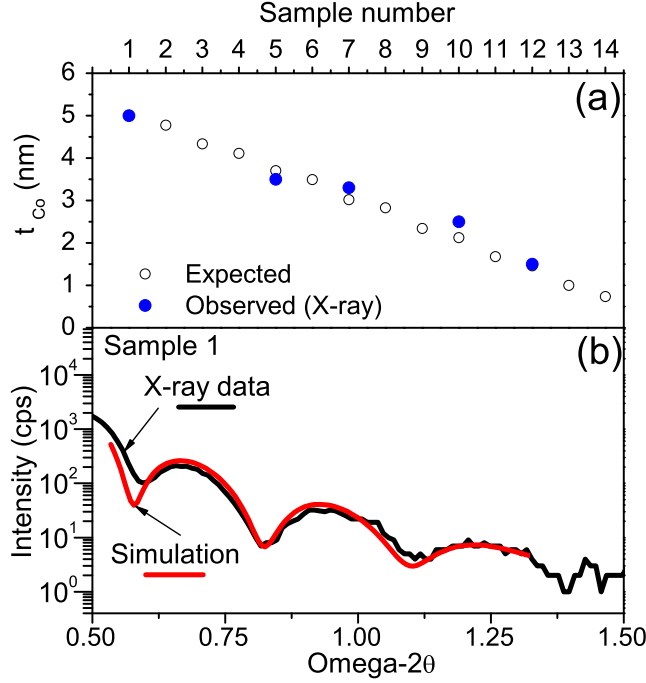 Sample number
1 2 3 4 5 6 7 8 9 10 11 12 13 14
6
5
4
3
2
1
0
t Co (nm)
(a)
Expected
Observed (X-ray)
Sample 1
(b)
X-ray data
Simulation
10^4
10^3
10^2
10^1
10^0
Intensity (cps)
0.50 0.75 1.00 1.25 1.50
Omega-2θ